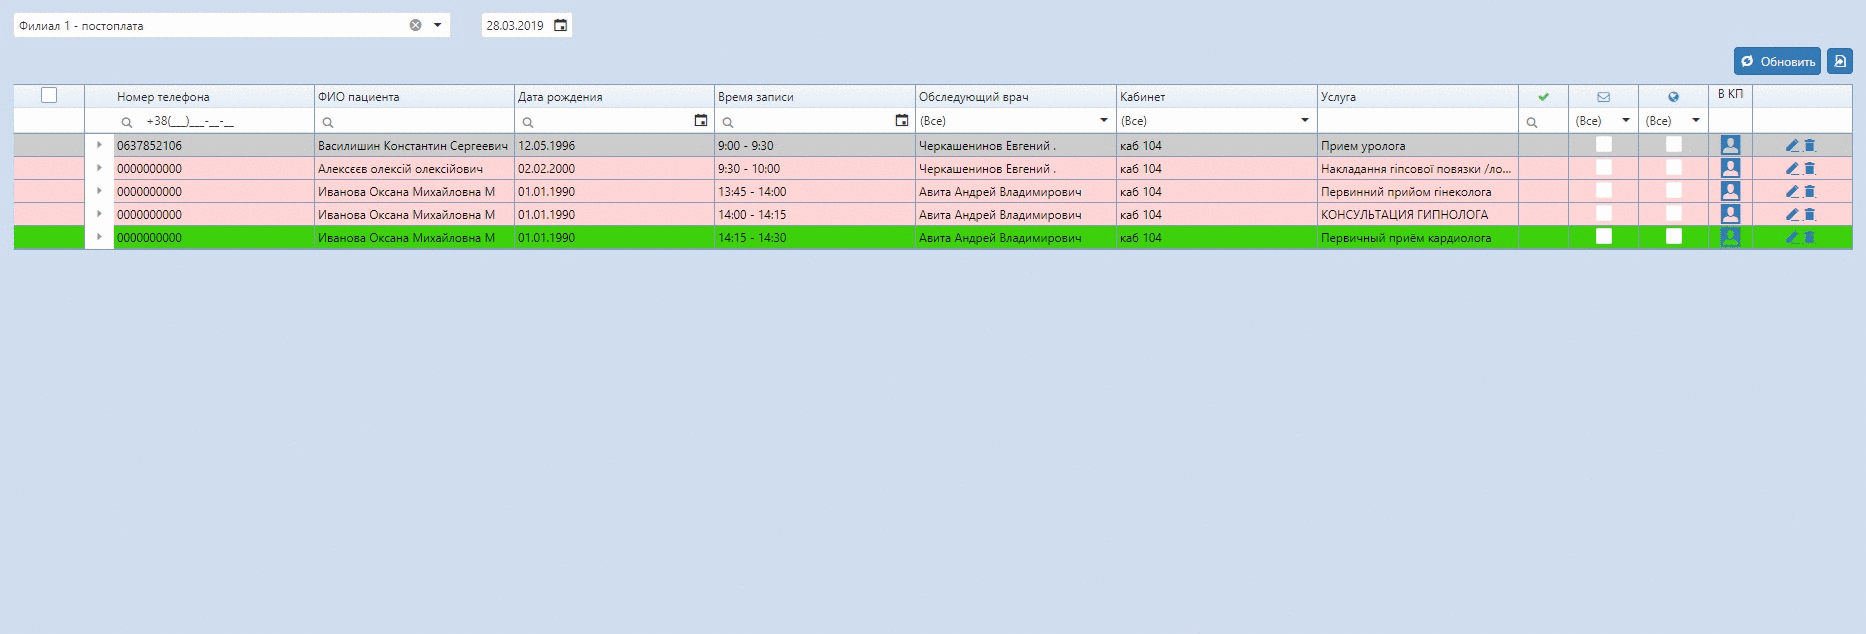 Филиал 1 - постоплата 28.03.2019
Обновить
Номер телефона ФИО пациента Дата рождения Время записи Обследующий врач Кабинет Услуга В КП
+38(___)___-__-__ (Все) (Все) (Все) (Все)
0637852106 Василишин Константин Сергеевич 12.05.1996 9:00 - 9:30 Черкашенинов Евгений . каб 104 Прием уролога
0000000000 Алексєєв олексій олексійович 02.02.2000 9:30 - 10:00 Черкашенинов Евгений . каб 104 Накладання гіпсової повязки /ло...
0000000000 Иванова Оксана Михайловна М 01.01.1990 13:45 - 14:00 Авита Андрей Владимирович каб 104 Первинний прийом гінеколога
0000000000 Иванова Оксана Михайловна М 01.01.1990 14:00 - 14:15 Авита Андрей Владимирович каб 104 КОНСУЛЬТАЦИЯ ГИПНОЛОГА
0000000000 Иванова Оксана Михайловна М 01.01.1990 14:15 - 14:30 Авита Андрей Владимирович каб 104 Первичный приём кардиолога